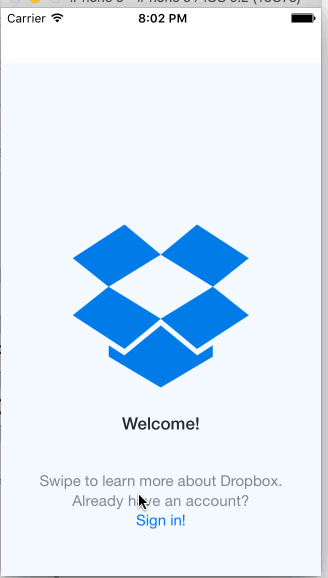 Carrier 8:02 PM
Welcome!
Swipe to learn more about Dropbox.
Already have an account?
Sign in!